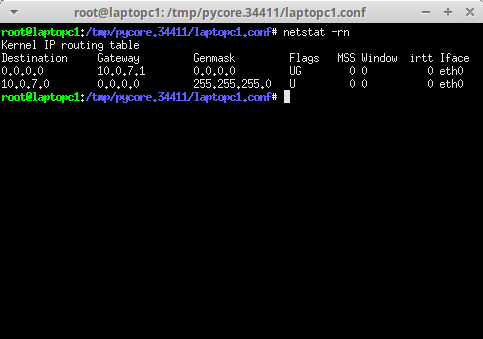 root@laptopc1: /tmp/pycore.34411/laptopc1.conf
root@laptopc1:/tmp/pycore.34411/laptopc1.conf# netstat -rn
Kernel IP routing table
Destination     Gateway         Genmask         Flags   MSS Window  irtt Iface
0.0.0.0         10.0.7.1        0.0.0.0         UG        0 0          0 eth0
10.0.7.0        0.0.0.0         255.255.255.0   U         0 0          0 eth0
root@laptopc1:/tmp/pycore.34411/laptopc1.conf#